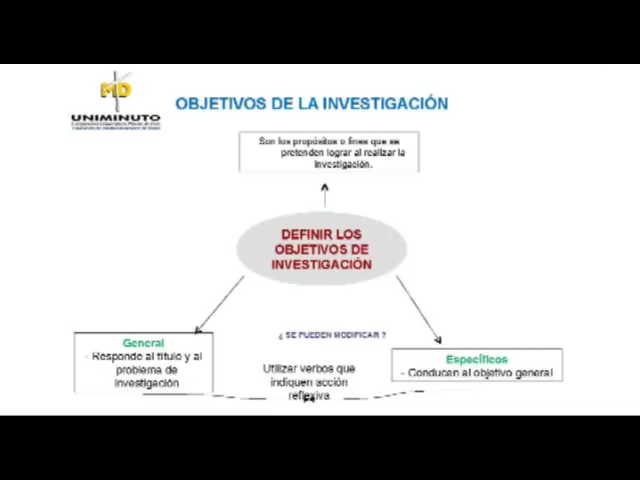 MD
UNIMINUTO
OBJETIVOS DE LA INVESTIGACIÓN
Son los propósitos o fines que se
pretenden lograr al realizar la
investigación.
DEFINIR LOS
OBJETIVOS DE
INVESTIGACIÓN
¿ SE PUEDEN MODIFICAR ?
General
- Responde al título y al
problema de
investigación
Utilizar verbos que
indiquen acción
reflexiva
Específicos
- Conducen al objetivo general